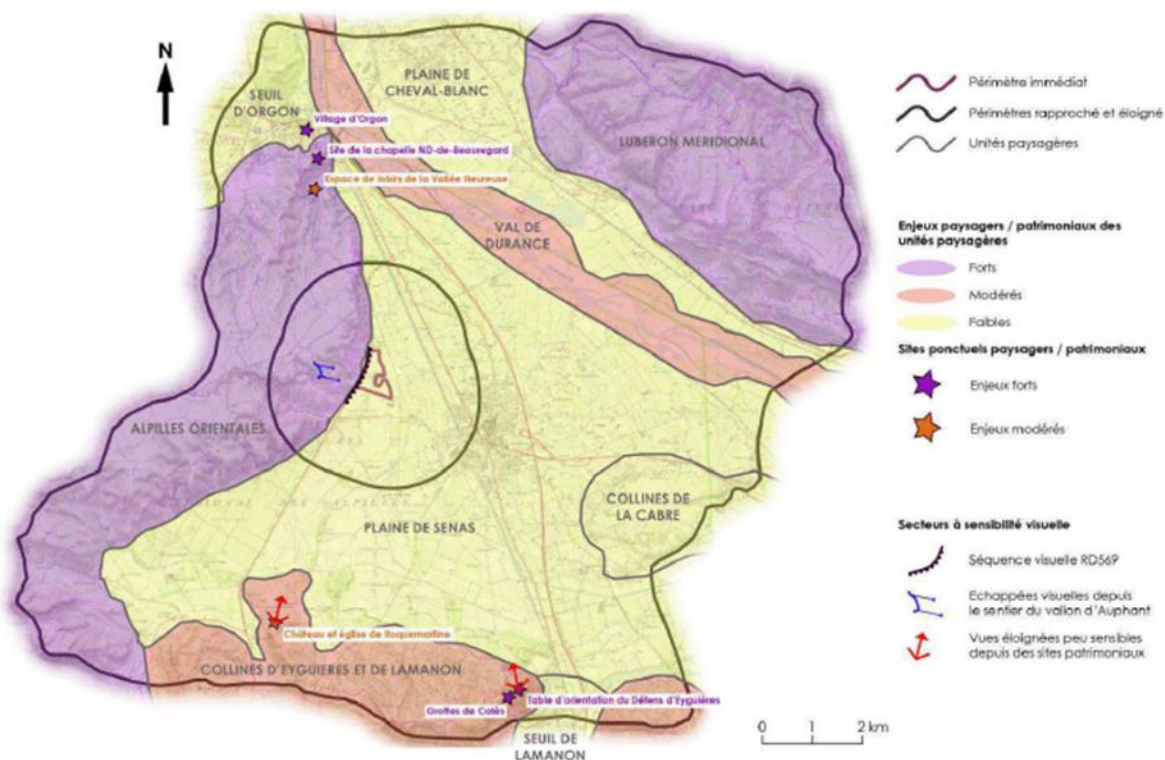 N
PLAINE DE
CHEVAL-BLANC
SEUIL
D'ORGON
Village d'Orgon
Site de la chapelle ND-de-Beauregard
Espace de loisirs de la Vallée Heureuse
LUBERON MERIDIONAL
VAL DE
DURANCE
ALPILLES ORIENTALES
COLLINES DE
LA CABRE
PLAINE DE SENAS
Château et église de Roquemartine
COLLINES D'EYGUIERES ET DE LAMANON
Table d'orientation du Défens d'Eyguières
Grottes de Calès
SEUIL DE
LAMANON
Périmètre immédiat
Périmètres rapproché et éloigné
Unités paysagères
Enjeux paysagers / patrimoniaux des
unités paysagères
Forts
Modérés
Faibles
Sites ponctuels paysagers / patrimoniaux
Enjeux forts
Enjeux modérés
Secteurs à sensibilité visuelle
Séquence visuelle RD569
Echappées visuelles depuis
le sentier du vallon d'Auphant
Vues éloignées peu sensibles
depuis des sites patrimoniaux
0 1 2 km